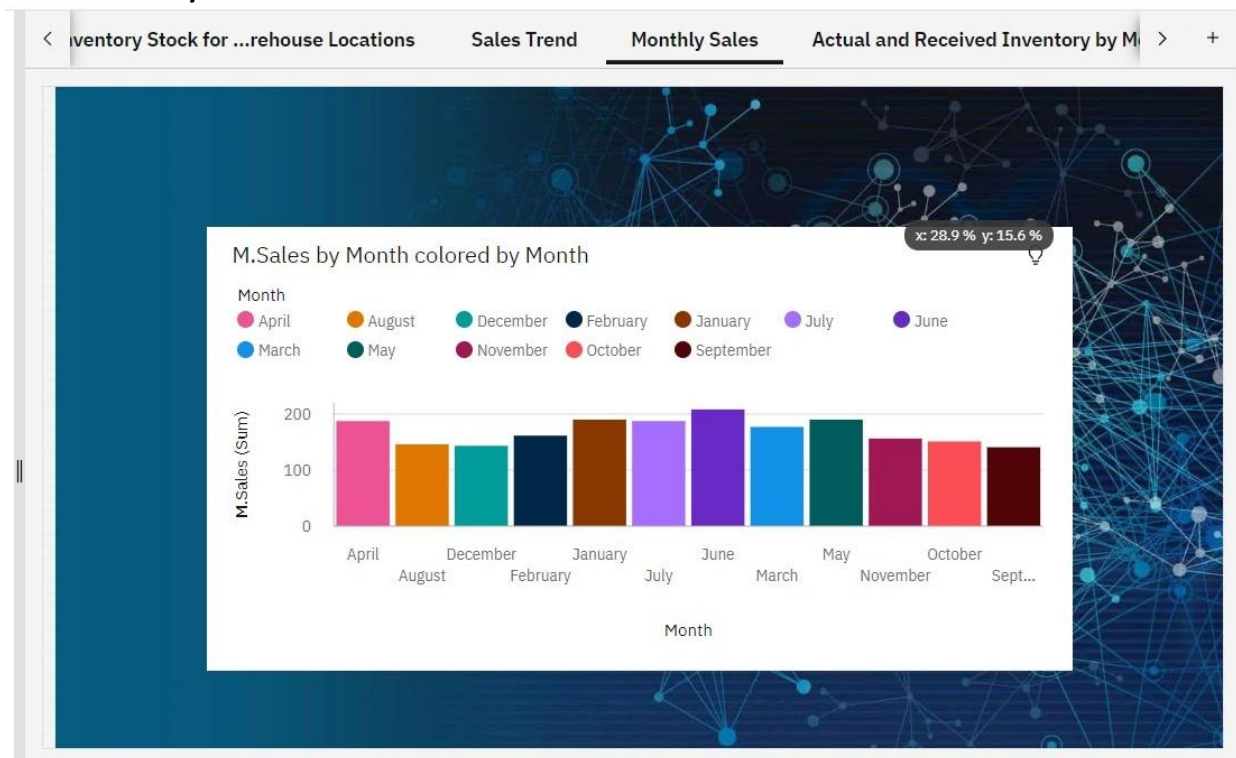 < ventory Stock for ...rehouse Locations Sales Trend Monthly Sales Actual and Received Inventory by M > +
x: 28.9 % y: 15.6 %
M.Sales by Month colored by Month
Month
April August December February January July June
March May November October September
M.Sales (Sum)
200
100
0
April December January June May October
August February July March November Sept...
Month